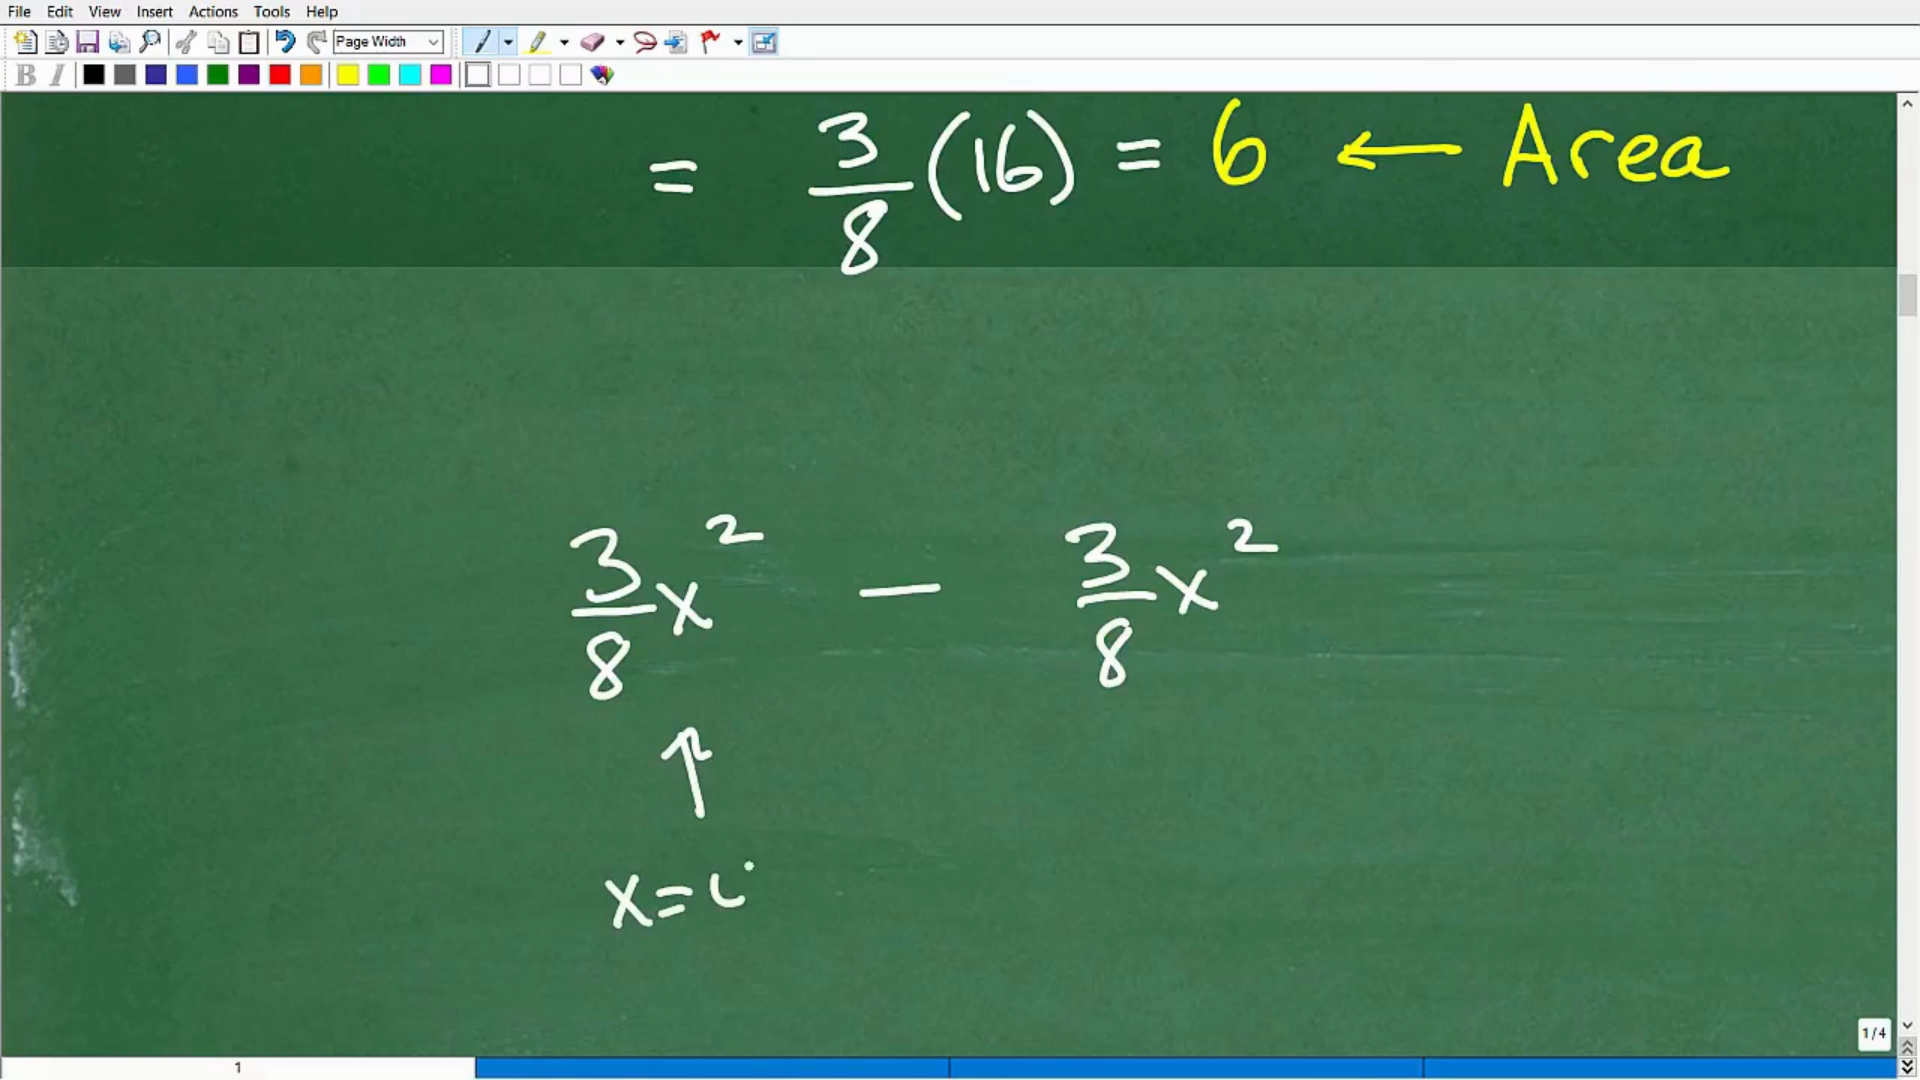 File Edit View Insert Actions Tools Help
Page Width
B I
= 3/8 (16) = 6 ← Area
3/8 x² — 3/8 x²
↑
x =
1/4
1